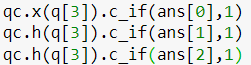 qc.x(q[3]).c_if(ans[0],1)
qc.h(q[3]).c_if(ans[1],1)
qc.h(q[3]).c_if(ans[2],1)